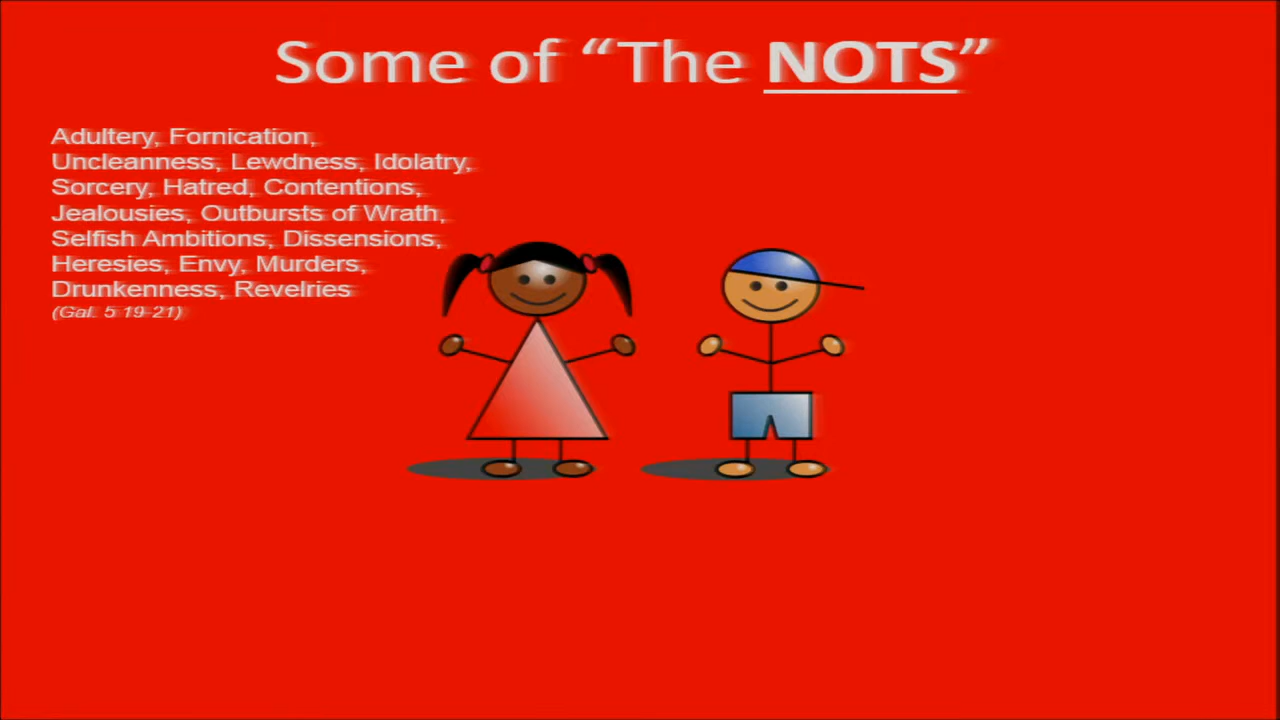 Some of “The NOTS”
Adultery, Fornication,
Uncleanness, Lewdness, Idolatry,
Sorcery, Hatred, Contentions,
Jealousies, Outbursts of Wrath,
Selfish Ambitions, Dissensions,
Heresies, Envy, Murders,
Drunkenness, Revelries
(Gal. 5 19-21)